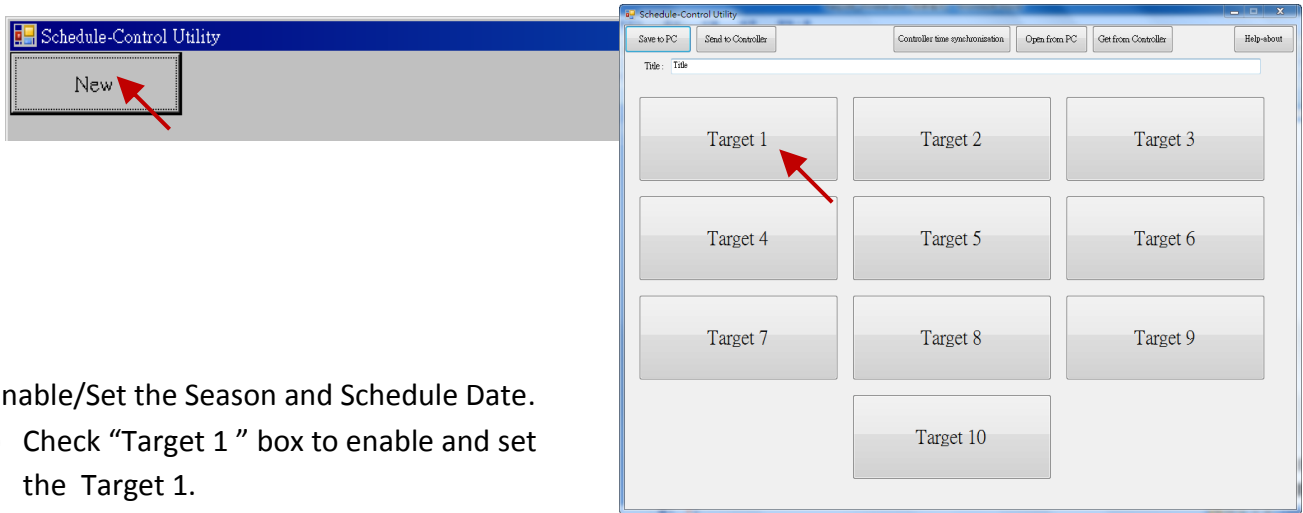 Schedule-Control Utility
New
Schedule-Control Utility
Save to PC Send to Controller Controller time synchronization Open from PC Get from Controller Help-about
Title : Title
Target 1 Target 2 Target 3
Target 4 Target 5 Target 6
Target 7 Target 8 Target 9
Target 10
nable/Set the Season and Schedule Date.
Check “Target 1 ” box to enable and set
the Target 1.